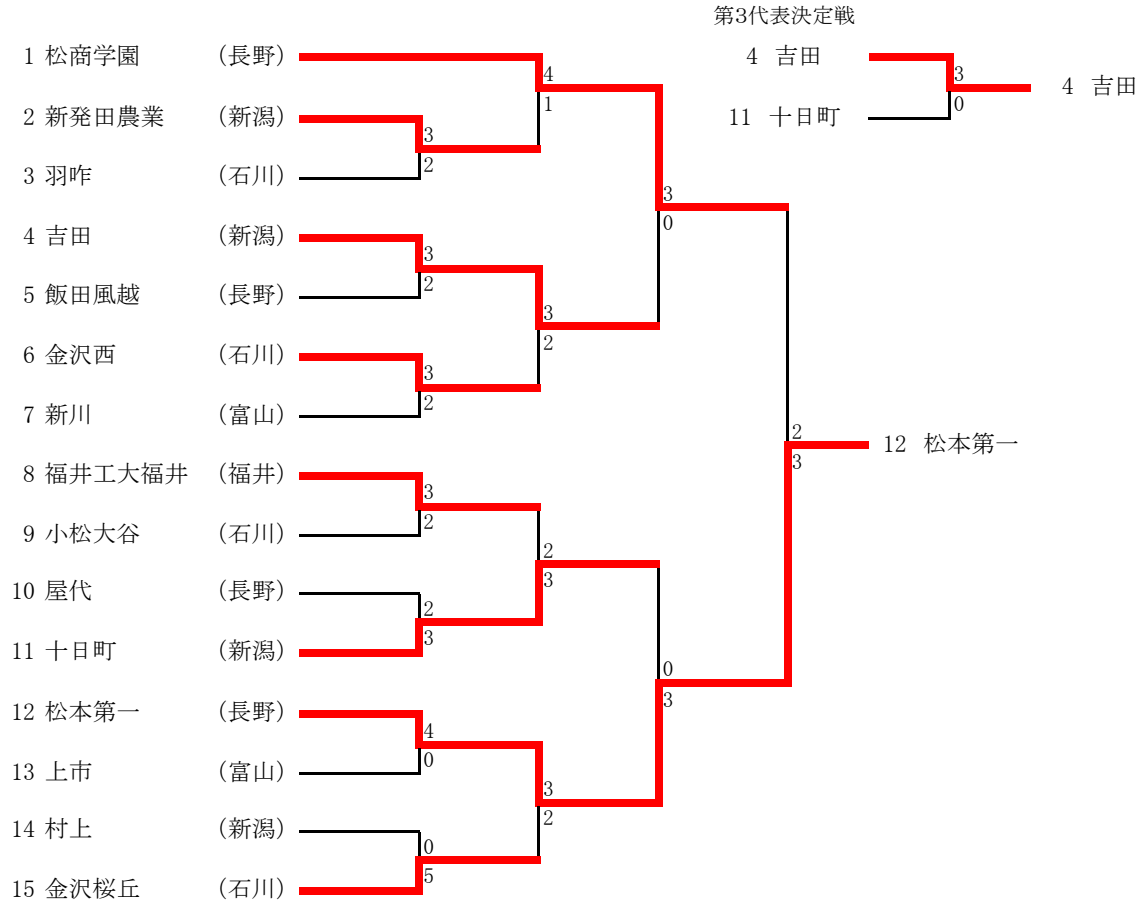 第3代表決定戦
1 松商学園 (長野)
4 吉田
4
3
4 吉田
1
0
2 新発田農業 (新潟)
11 十日町
3
2
3 羽咋 (石川)
3
0
4 吉田 (新潟)
3
2
5 飯田風越 (長野)
3
2
6 金沢西 (石川)
3
2
7 新川 (富山)
2
12 松本第一
3
8 福井工大福井 (福井)
3
2
9 小松大谷 (石川)
2
3
10 屋代 (長野)
2
3
11 十日町 (新潟)
0
3
12 松本第一 (長野)
4
0
13 上市 (富山)
3
2
14 村上 (新潟)
0
5
15 金沢桜丘 (石川)